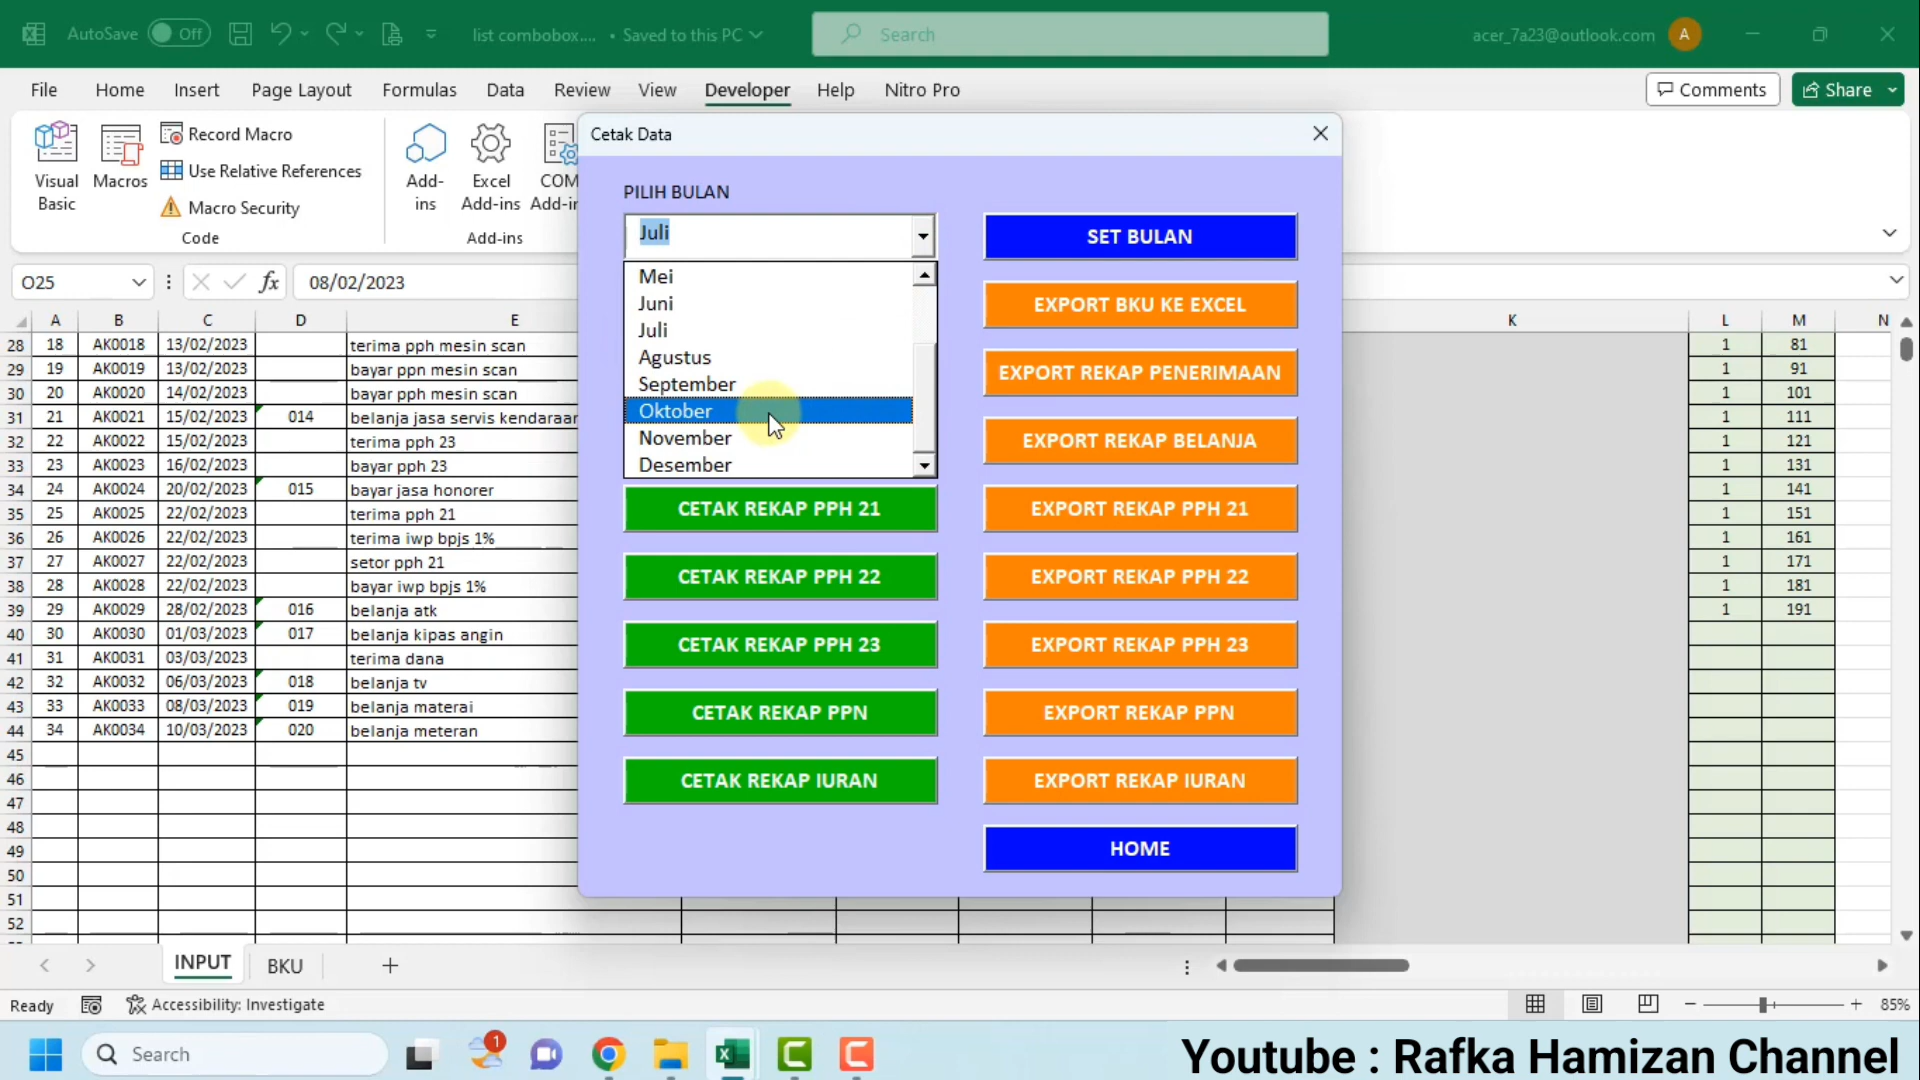 AutoSave Off list combobox.... • Saved to this PC Search acer_7a23@outlook.com A
File Home Insert Page Layout Formulas Data Review View Developer Help Nitro Pro Comments Share
Visual Basic
Macros
Record Macro
Use Relative References
Macro Security
Code
Add-ins
Excel Add-ins
COM
Add-ins
O25 fx 08/02/2023
Cetak Data
PILIH BULAN
Juli
Mei
Juni
Juli
Agustus
September
Oktober
November
Desember
CETAK REKAP PPH 21
CETAK REKAP PPH 22
CETAK REKAP PPH 23
CETAK REKAP PPN
CETAK REKAP IURAN
SET BULAN
EXPORT BKU KE EXCEL
EXPORT REKAP PENERIMAAN
EXPORT REKAP BELANJA
EXPORT REKAP PPH 21
EXPORT REKAP PPH 22
EXPORT REKAP PPH 23
EXPORT REKAP PPN
EXPORT REKAP IURAN
HOME
A B C D E K L M N
28 18 AK0018 13/02/2023 terima pph mesin scan 1 81
29 19 AK0019 13/02/2023 bayar ppn mesin scan 1 91
30 20 AK0020 14/02/2023 bayar pph mesin scan 1 101
31 21 AK0021 15/02/2023 014 belanja jasa servis kendaraan 1 111
32 22 AK0022 15/02/2023 terima pph 23 1 121
33 23 AK0023 16/02/2023 bayar pph 23 1 131
34 24 AK0024 20/02/2023 015 bayar jasa honorer 1 141
35 25 AK0025 22/02/2023 terima pph 21 1 151
36 26 AK0026 22/02/2023 terima iwp bpjs 1% 1 161
37 27 AK0027 22/02/2023 setor pph 21 1 171
38 28 AK0028 22/02/2023 bayar iwp bpjs 1% 1 181
39 29 AK0029 28/02/2023 016 belanja atk 1 191
40 30 AK0030 01/03/2023 017 belanja kipas angin
41 31 AK0031 03/03/2023 terima dana
42 32 AK0032 06/03/2023 018 belanja tv
43 33 AK0033 08/03/2023 019 belanja materai
44 34 AK0034 10/03/2023 020 belanja meteran
45
46
47
48
49
50
51
52
INPUT BKU
Ready Accessibility: Investigate 85%
Search 1
Youtube : Rafka Hamizan Channel